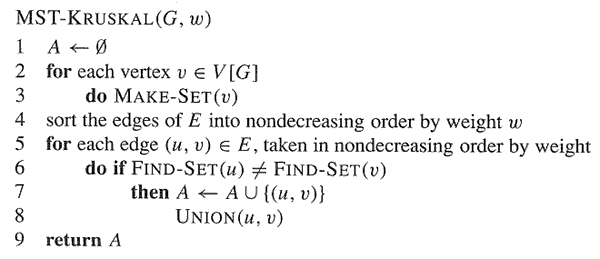 MST-KRUSKAL(G, w)
1 A ← Ø
2 for each vertex v ∈ V[G]
3 do MAKE-SET(v)
4 sort the edges of E into nondecreasing order by weight w
5 for each edge (u, v) ∈ E, taken in nondecreasing order by weight
6 do if FIND-SET(u) ≠ FIND-SET(v)
7 then A ← A ∪ {(u, v)}
8 UNION(u, v)
9 return A